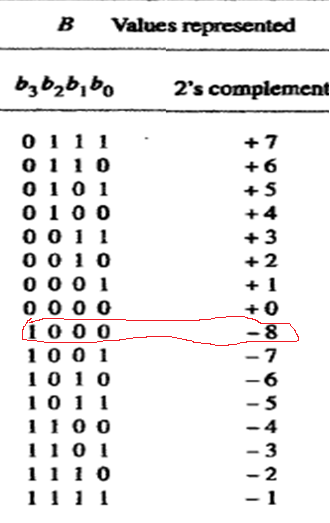 B Values represented
b3b2b1b0 2's complement
0 1 1 1 +7
0 1 1 0 +6
0 1 0 1 +5
0 1 0 0 +4
0 0 1 1 +3
0 0 1 0 +2
0 0 0 1 +1
0 0 0 0 +0
1 0 0 0 -8
1 0 0 1 -7
1 0 1 0 -6
1 0 1 1 -5
1 1 0 0 -4
1 1 0 1 -3
1 1 1 0 -2
1 1 1 1 -1